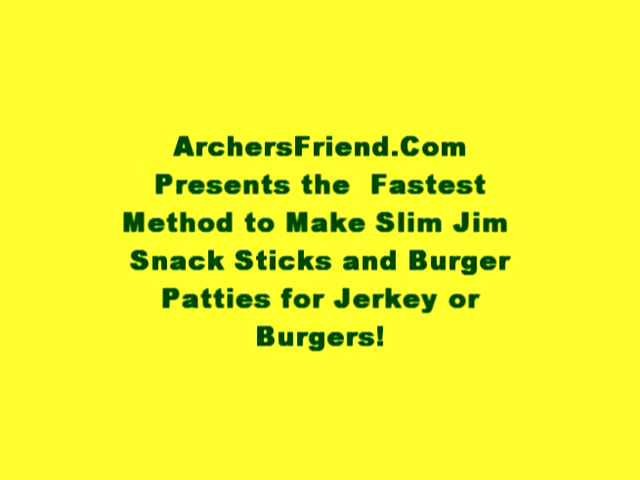 ArchersFriend.Com
Presents the  Fastest
Method to Make Slim Jim
Snack Sticks and Burger
Patties for Jerkey or
Burgers!